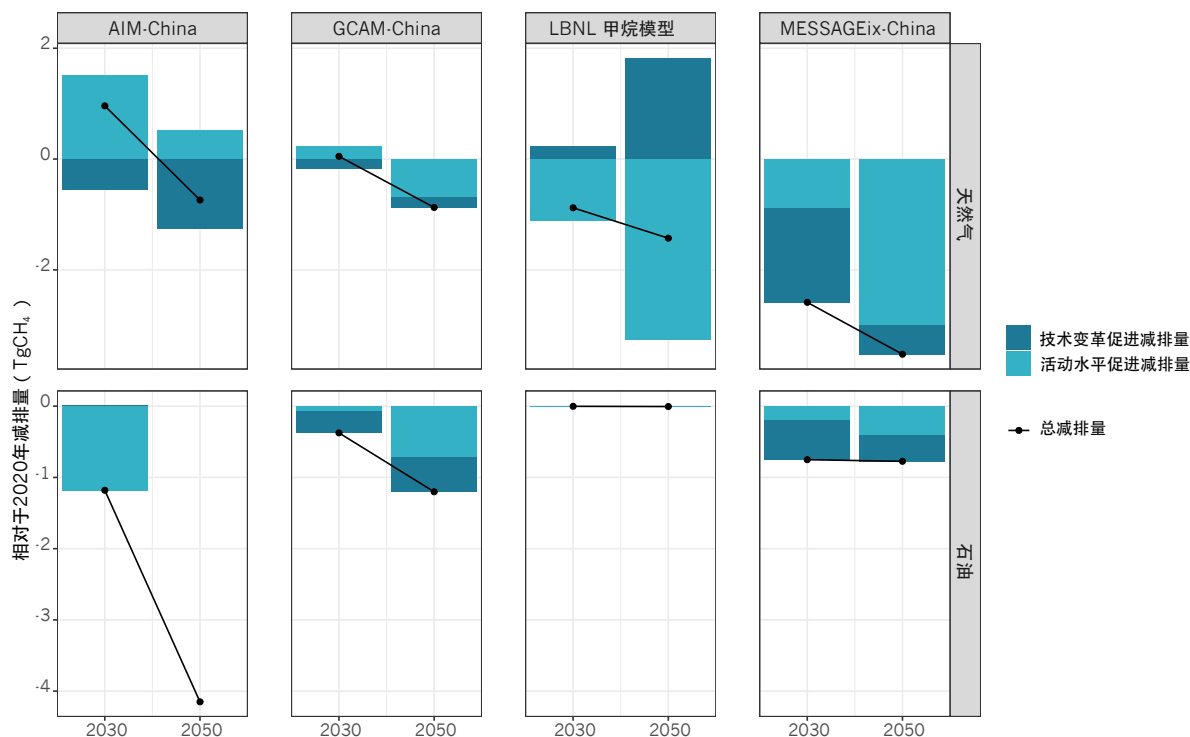 AIM-China
GCAM-China
LBNL 甲烷模型
MESSAGEix-China
2
0
-2
天然气
相对于2020年减排量（TgCH₄）
0
-1
-2
-3
-4
石油
2030 2050
2030 2050
2030 2050
2030 2050
技术变革促进减排量
活动水平促进减排量
总减排量